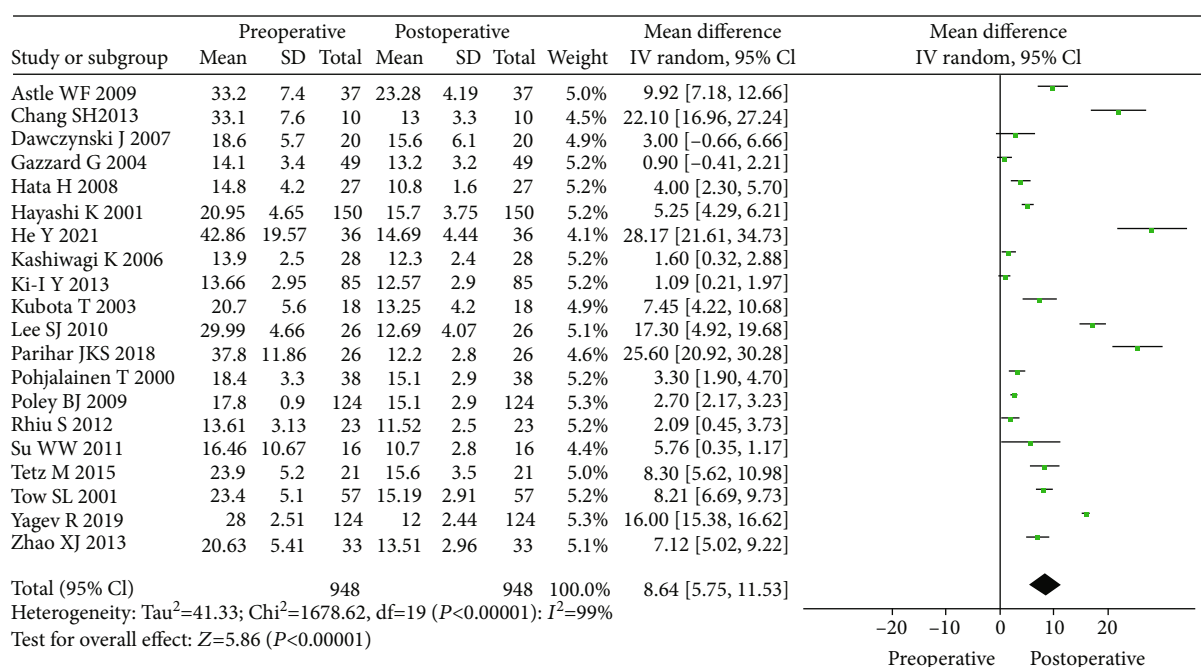 Preoperative Postoperative Mean difference Mean difference
Study or subgroup Mean SD Total Mean SD Total Weight IV random, 95% Cl IV random, 95% Cl
Astle WF 2009 33.2 7.4 37 23.28 4.19 37 5.0% 9.92 [7.18, 12.66]
Chang SH2013 33.1 7.6 10 13 3.3 10 4.5% 22.10 [16.96, 27.24]
Dawczynski J 2007 18.6 5.7 20 15.6 6.1 20 4.9% 3.00 [−0.66, 6.66]
Gazzard G 2004 14.1 3.4 49 13.2 3.2 49 5.2% 0.90 [−0.41, 2.21]
Hata H 2008 14.8 4.2 27 10.8 1.6 27 5.2% 4.00 [2.30, 5.70]
Hayashi K 2001 20.95 4.65 150 15.7 3.75 150 5.2% 5.25 [4.29, 6.21]
He Y 2021 42.86 19.57 36 14.69 4.44 36 4.1% 28.17 [21.61, 34.73]
Kashiwagi K 2006 13.9 2.5 28 12.3 2.4 28 5.2% 1.60 [0.32, 2.88]
Ki-I Y 2013 13.66 2.95 85 12.57 2.9 85 5.2% 1.09 [0.21, 1.97]
Kubota T 2003 20.7 5.6 18 13.25 4.2 18 4.9% 7.45 [4.22, 10.68]
Lee SJ 2010 29.99 4.66 26 12.69 4.07 26 5.1% 17.30 [4.92, 19.68]
Parihar JKS 2018 37.8 11.86 26 12.2 2.8 26 4.6% 25.60 [20.92, 30.28]
Pohjalainen T 2000 18.4 3.3 38 15.1 2.9 38 5.2% 3.30 [1.90, 4.70]
Poley BJ 2009 17.8 0.9 124 15.1 2.9 124 5.3% 2.70 [2.17, 3.23]
Rhiu S 2012 13.61 3.13 23 11.52 2.5 23 5.2% 2.09 [0.45, 3.73]
Su WW 2011 16.46 10.67 16 10.7 2.8 16 4.4% 5.76 [0.35, 1.17]
Tetz M 2015 23.9 5.2 21 15.6 3.5 21 5.0% 8.30 [5.62, 10.98]
Tow SL 2001 23.4 5.1 57 15.19 2.91 57 5.2% 8.21 [6.69, 9.73]
Yagev R 2019 28 2.51 124 12 2.44 124 5.3% 16.00 [15.38, 16.62]
Zhao XJ 2013 20.63 5.41 33 13.51 2.96 33 5.1% 7.12 [5.02, 9.22]
Total (95% Cl) 948 948 100.0% 8.64 [5.75, 11.53]
Heterogeneity: Tau²=41.33; Chi²=1678.62, df=19 (P<0.00001): I²=99%
Test for overall effect: Z=5.86 (P<0.00001)
−20 −10 0 10 20
Preoperative Postoperative